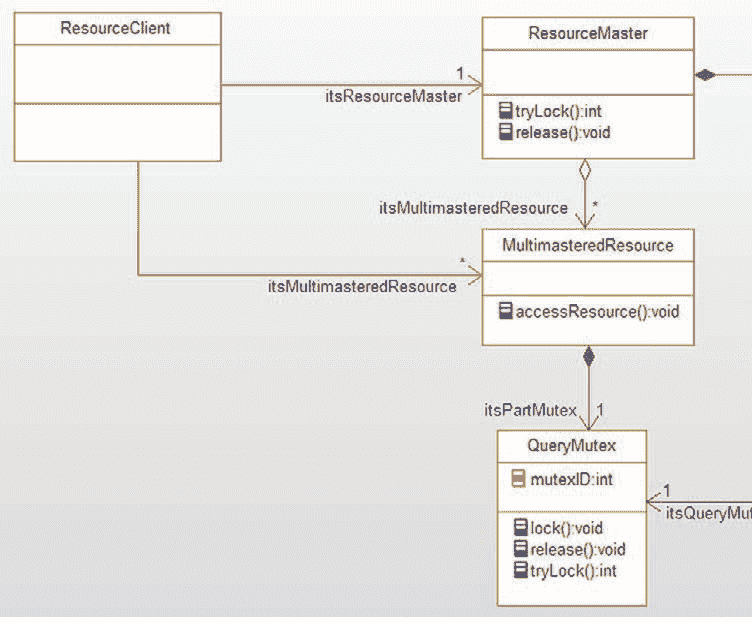 ResourceClient
ResourceMaster
1
itsResourceMaster
tryLock():int
release():void
itsMultimasteredResource
*
MultimasteredResource
*
itsMultimasteredResource
accessResource():void
itsPartMutex
1
QueryMutex
mutexID:int
1
itsQueryMut
lock():void
release():void
tryLock():int